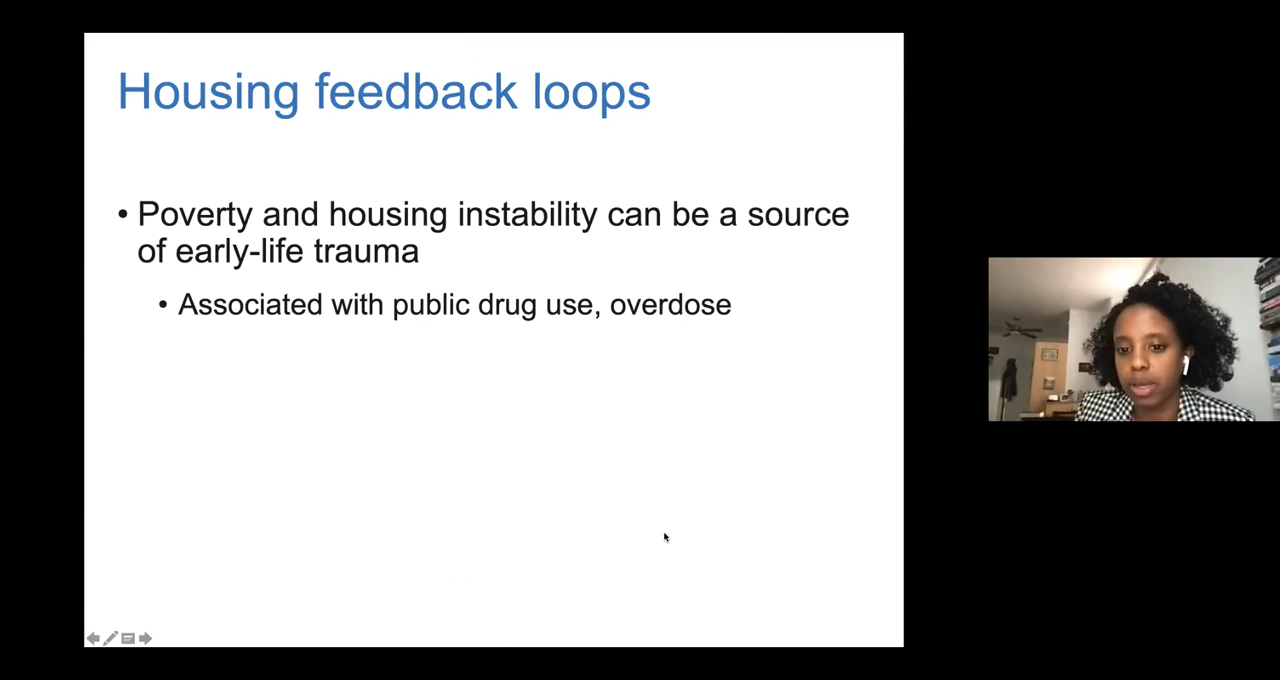 Housing feedback loops
• Poverty and housing instability can be a source
of early-life trauma
• Associated with public drug use, overdose